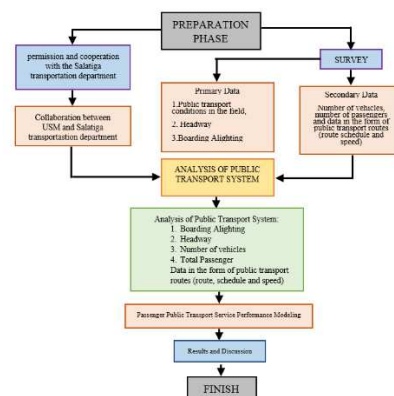 PREPARATION
PHASE
permission and cooperation
with the Salatiga
transportation department
SURVEY
Collaboration between
USM and Salatiga
transportastation department
Primary Data
1.Public transport
conditions in the field,
2. Headway
3.Boarding Alighting
Secondary Data
Number of vehicles,
number of passengers
and data in the form of
public transport routes
(route schedule and
speed)
ANALYSIS OF PUBLIC
TRANSPORT SYSTEM
Analysis of Public Transport System:
1. Boarding Alighting
2. Headway
3. Number of vehicles
4. Total Passenger
Data in the form of public transport
routes (route, schedule and speed)
Passenger Public Transport Service Performance Modeling
Results and Discussion
FINISH